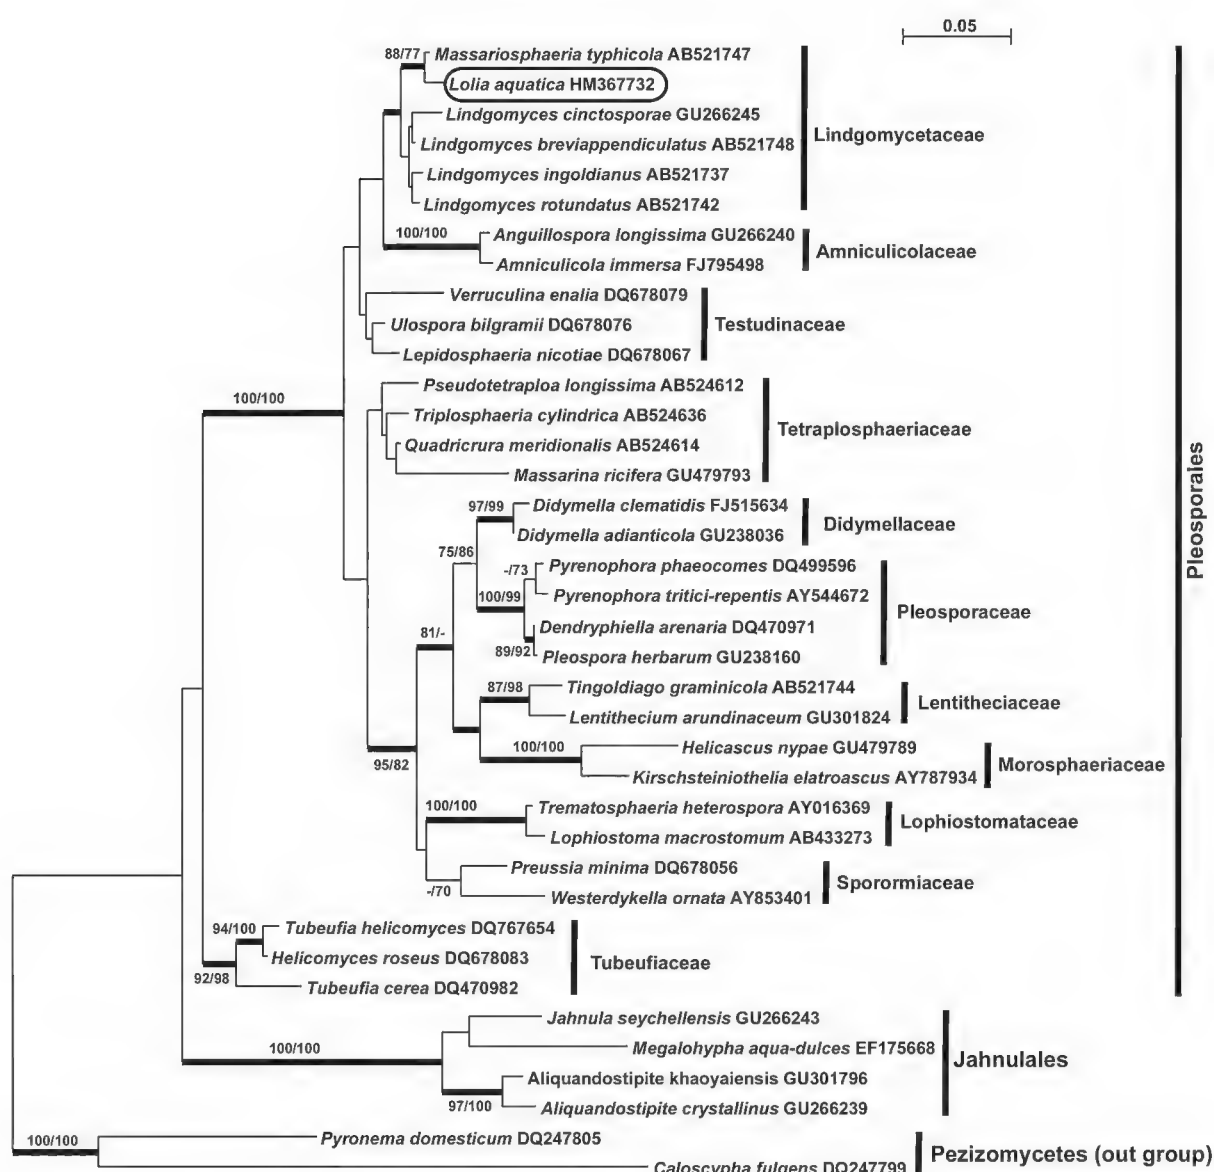 0.05
88/77
Massariosphaeria typhicola AB521747
Lolia aquatica HM367732
Lindgomyces cinctosporae GU266245
Lindgomyces breviappendiculatus AB521748
Lindgomycetaceae
Lindgomyces ingoldianus AB521737
Lindgomyces rotundatus AB521742
100/100
Anguillospora longissima GU266240
Amniculicola immersa FJ795498
Amniculicolaceae
Verruculina enalia DQ678079
Ulospora bilgramii DQ678076
Testudinaceae
Lepidosphaeria nicotiae DQ678067
100/100
Pseudotetraploa longissima AB524612
Triplosphaeria cylindrica AB524636
Tetraplosphaeriaceae
Quadricrura meridionalis AB524614
Massarina ricifera GU479793
97/99
Didymella clematidis FJ515634
Didymella adianticola GU238036
Didymellaceae
75/86
-/73
Pyrenophora phaeocomes DQ499596
100/99
Pyrenophora tritici-repentis AY544672
Pleosporaceae
Dendryphiella arenaria DQ470971
81/-
89/92
Pleospora herbarum GU238160
87/98
Tingoldiago graminicola AB521744
Lentithecium arundinaceum GU301824
Lentitheciaceae
100/100
Helicascus nypae GU479789
Kirschsteiniothelia elatroascus AY787934
Morosphaeriaceae
95/82
100/100
Trematosphaeria heterospora AY016369
Lophiostoma macrostomum AB433273
Lophiostomataceae
Preussia minima DQ678056
-/70
Westerdykella ornata AY853401
Sporormiaceae
94/100
Tubeufia helicomyces DQ767654
Helicomyces roseus DQ678083
Tubeufiaceae
92/98
Tubeufia cerea DQ470982
Pleosporales
Jahnula seychellensis GU266243
100/100
Megalohypha aqua-dulces EF175668
Jahnulales
Aliquandostipite khaoyaiensis GU301796
97/100
Aliquandostipite crystallinus GU266239
100/100
Pyronema domesticum DQ247805
Caloscypha fulgens DQ247799
Pezizomycetes (out group)